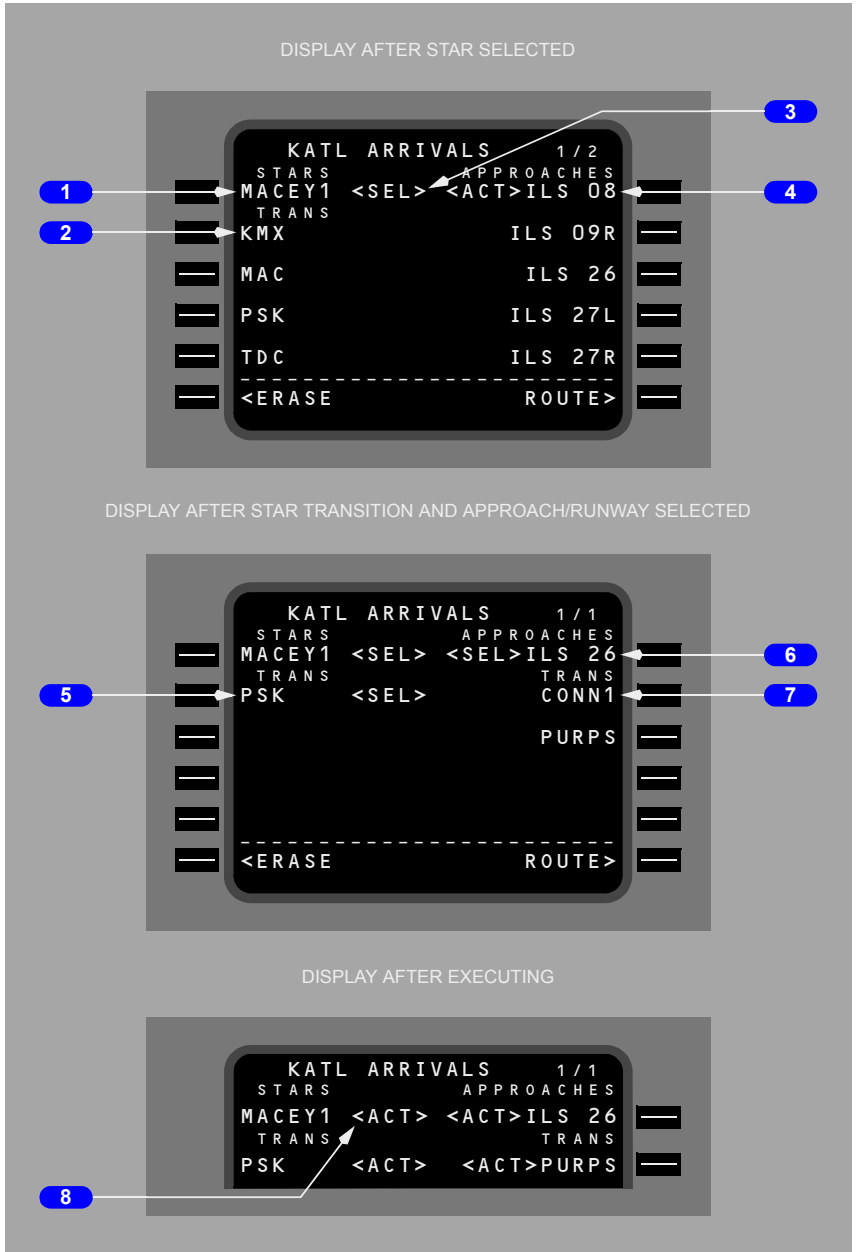 DISPLAY AFTER STAR SELECTED
3
KATL ARRIVALS 1/2
STARS APPROACHES
1 MACEY1 <SEL> <ACT>ILS 08 4
TRANS
2 KMX ILS 09R
MAC ILS 26
PSK ILS 27L
TDC ILS 27R
--------------------------
<ERASE ROUTE>
DISPLAY AFTER STAR TRANSITION AND APPROACH/RUNWAY SELECTED
KATL ARRIVALS 1/1
STARS APPROACHES
MACEY1 <SEL> <SEL>ILS 26 6
TRANS TRANS
5 PSK <SEL> CONN1 7
PURPS
--------------------------
<ERASE ROUTE>
DISPLAY AFTER EXECUTING
KATL ARRIVALS 1/1
STARS APPROACHES
MACEY1 <ACT> <ACT>ILS 26
TRANS TRANS
PSK <ACT> <ACT>PURPS
8